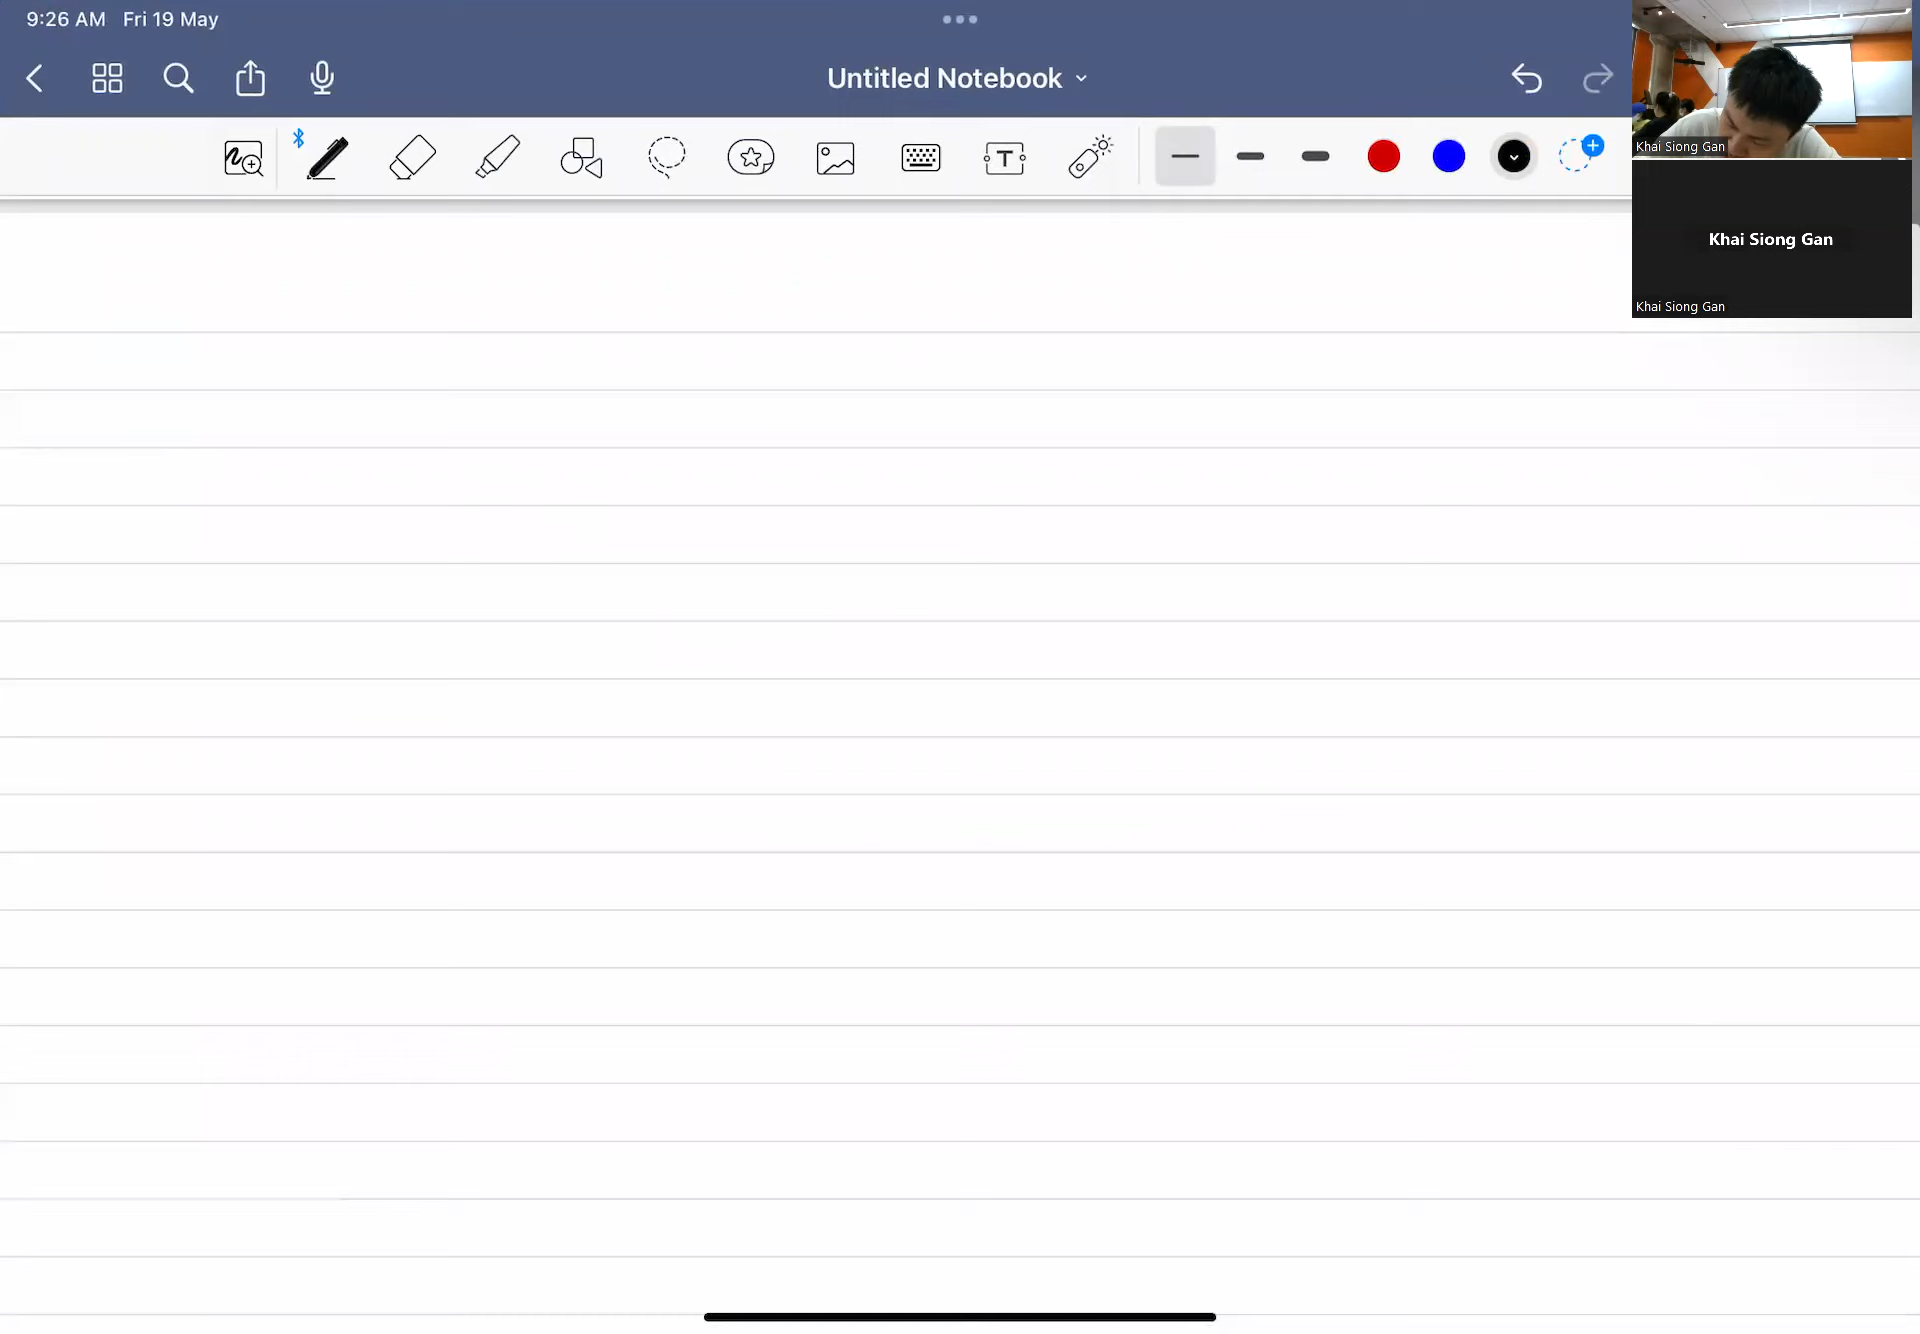 9:26 AM Fri 19 May
Untitled Notebook
T
Khai Siong Gan
Khai Siong Gan
Khai Siong Gan